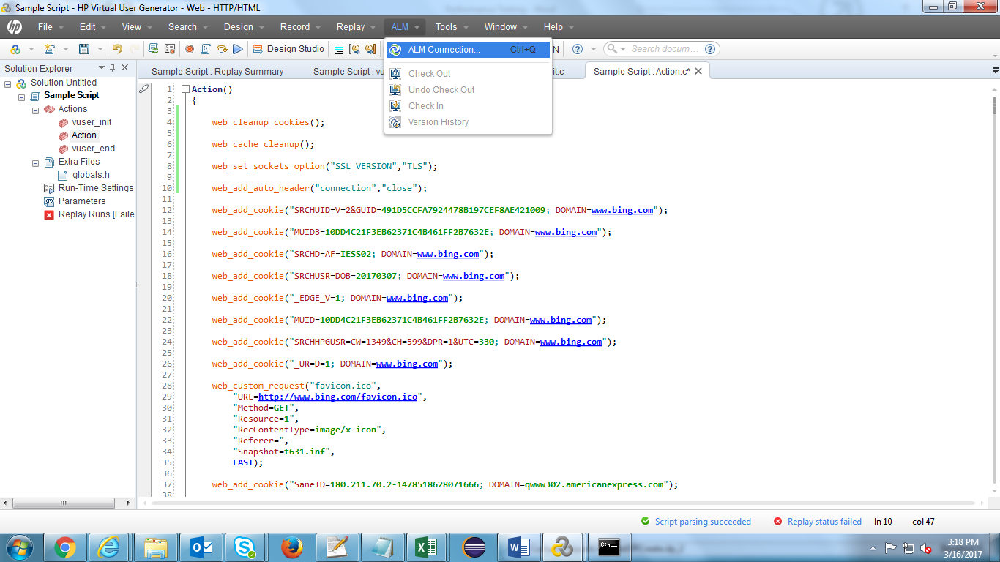 Sample Script - HP Virtual User Generator - Web - HTTP/HTML
hp File Edit View Search Design Record Replay ALM Tools Window Help
Design Studio N Search docum...
ALM Connection... Ctrl+Q
Check Out
Undo Check Out
Check In
Version History
Solution Explorer
Solution Untitled
Sample Script
Actions
vuser_init
Action
vuser_end
Extra Files
globals.h
Run-Time Settings
Parameters
Replay Runs [Faile
Sample Script : Replay Summary Sample Script : vu it.c Sample Script : Action.c*
1 Action()
2 {
3
4 web_cleanup_cookies();
5
6 web_cache_cleanup();
7
8 web_set_sockets_option("SSL_VERSION","TLS");
9
10 web_add_auto_header("connection","close");
11
12 web_add_cookie("SRCHUID=V=2&GUID=491D5CCFA7924478B197CEF8AE421009; DOMAIN=www.bing.com");
13
14 web_add_cookie("MUIDB=10DD4C21F3EB62371C4B461FF2B7632E; DOMAIN=www.bing.com");
15
16 web_add_cookie("SRCHD=AF=IESS02; DOMAIN=www.bing.com");
17
18 web_add_cookie("SRCHUSR=DOB=20170307; DOMAIN=www.bing.com");
19
20 web_add_cookie("_EDGE_V=1; DOMAIN=www.bing.com");
21
22 web_add_cookie("MUID=10DD4C21F3EB62371C4B461FF2B7632E; DOMAIN=www.bing.com");
23
24 web_add_cookie("SRCHHPGUSR=CW=1349&CH=599&DPR=1&UTC=330; DOMAIN=www.bing.com");
25
26 web_add_cookie("_UR=D=1; DOMAIN=www.bing.com");
27
28 web_custom_request("favicon.ico",
29 "URL=http://www.bing.com/favicon.ico",
30 "Method=GET",
31 "Resource=1",
32 "RecContentType=image/x-icon",
33 "Referer=",
34 "Snapshot=t631.inf",
35 LAST);
36
37 web_add_cookie("SaneID=180.211.70.2-1478518628071666; DOMAIN=qwww302.americanexpress.com");
38
Script parsing succeeded Replay status failed ln 10 col 47
3:18 PM
3/16/2017